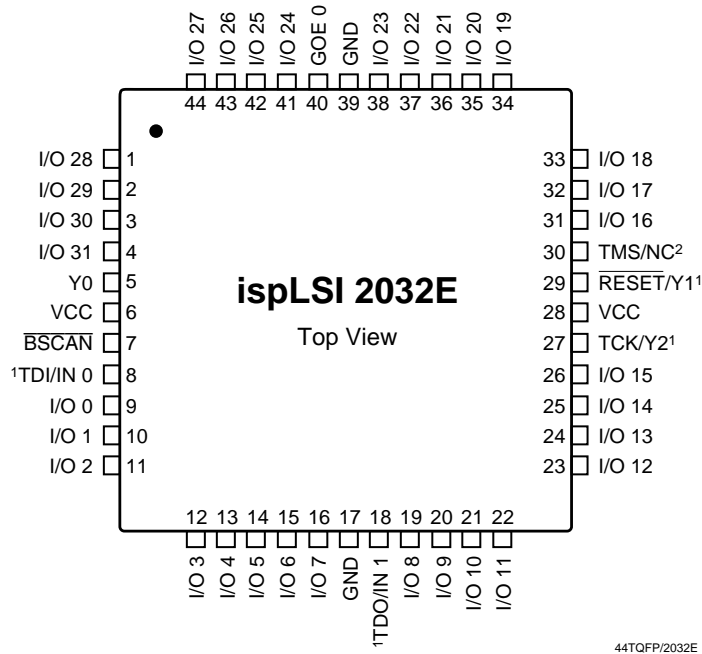 I/O 27
I/O 26
I/O 25
I/O 24
GOE 0
GND
I/O 23
I/O 22
I/O 21
I/O 20
I/O 19
44 43 42 41 40 39 38 37 36 35 34
I/O 28 1
I/O 29 2
I/O 30 3
I/O 31 4
Y0 5
VCC 6
BSCAN 7
¹TDI/IN 0 8
I/O 0 9
I/O 1 10
I/O 2 11
ispLSI 2032E
Top View
33 I/O 18
32 I/O 17
31 I/O 16
30 TMS/NC²
29 RESET/Y1¹
28 VCC
27 TCK/Y2¹
26 I/O 15
25 I/O 14
24 I/O 13
23 I/O 12
12 13 14 15 16 17 18 19 20 21 22
I/O 3
I/O 4
I/O 5
I/O 6
I/O 7
GND
¹TDO/IN 1
I/O 8
I/O 9
I/O 10
I/O 11
44TQFP/2032E